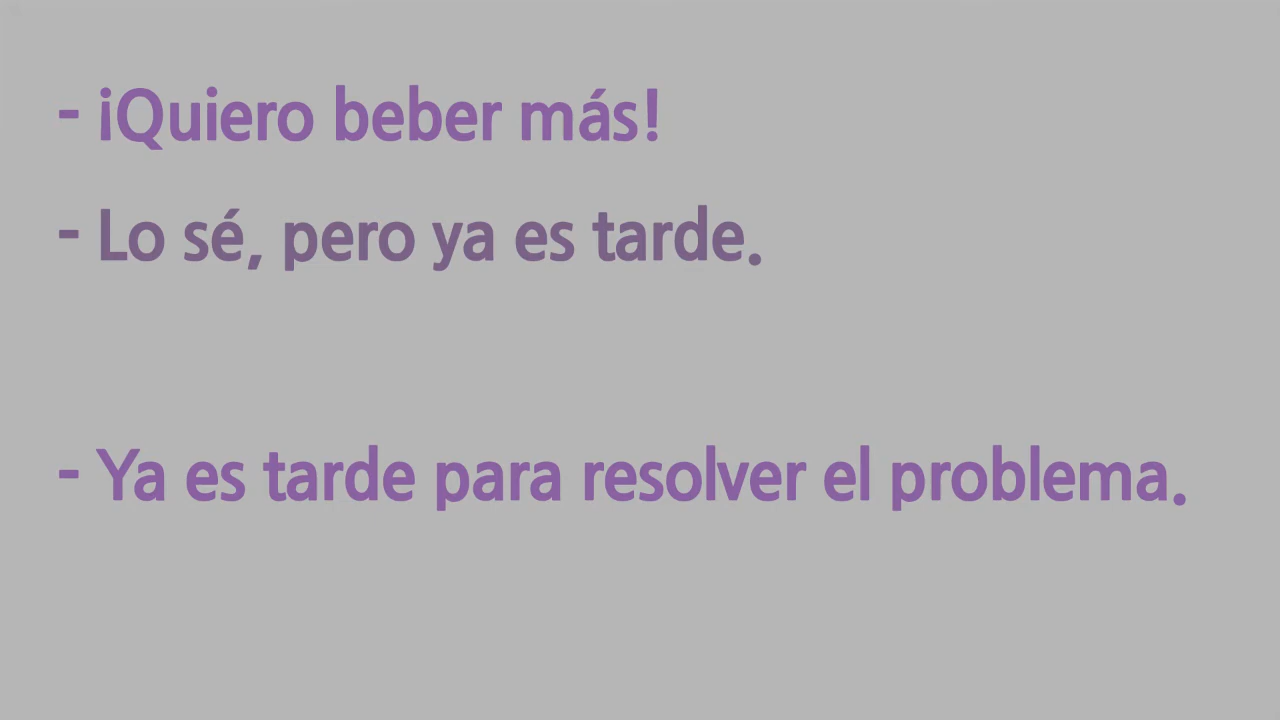 - ¡Quiero beber más!
- Lo sé, pero ya es tarde.
- Ya es tarde para resolver el problema.